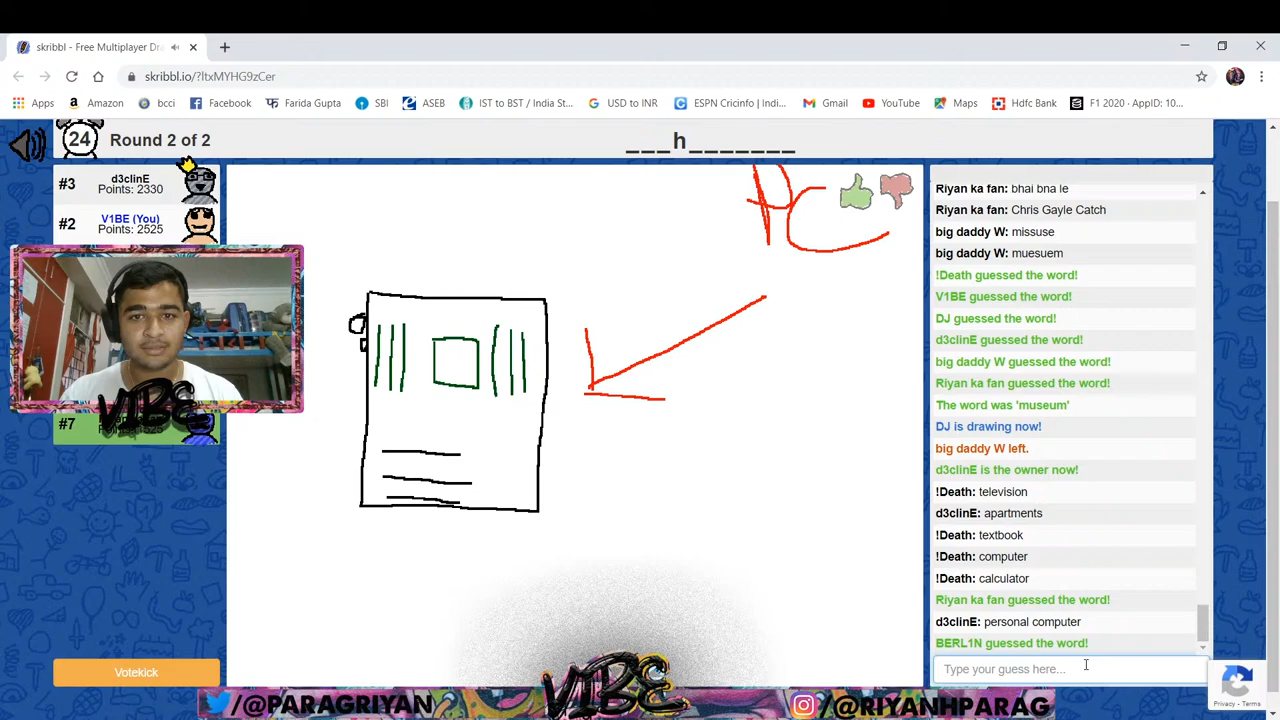 skribbl - Free Multiplayer Dra
skribbl.io/?ltxMYHG9zCer
Apps
Amazon
bcci
Facebook
Farida Gupta
SBI
ASEB
IST to BST / India St...
USD to INR
ESPN Cricinfo | Indi...
Gmail
YouTube
Maps
Hdfc Bank
F1 2020 · AppID: 10...
24
Round 2 of 2
___h_______
#3
d3clinE
Points: 2330
#2
V1BE (You)
Points: 2525
#7
VIBE
PC
Riyan ka fan: bhai bna le
Riyan ka fan: Chris Gayle Catch
big daddy W: missuse
big daddy W: muesuem
!Death guessed the word!
V1BE guessed the word!
DJ guessed the word!
d3clinE guessed the word!
big daddy W guessed the word!
Riyan ka fan guessed the word!
The word was 'museum'
DJ is drawing now!
big daddy W left.
d3clinE is the owner now!
!Death: television
d3clinE: apartments
!Death: textbook
!Death: computer
!Death: calculator
Riyan ka fan guessed the word!
d3clinE: personal computer
BERL1N guessed the word!
Type your guess here...
Votekick
Privacy - Terms
/@PARAGRIYAN
VIBE
/@RIYAN_PARAG